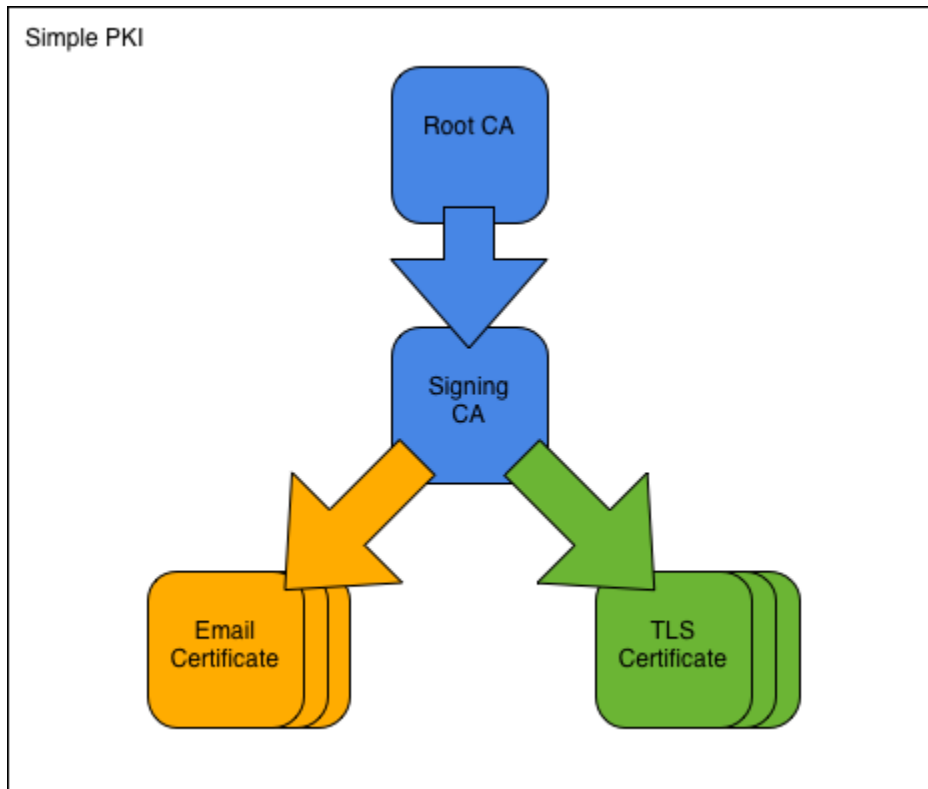 Simple PKI
Root CA
Signing
CA
Email
Certificate
TLS
Certificate